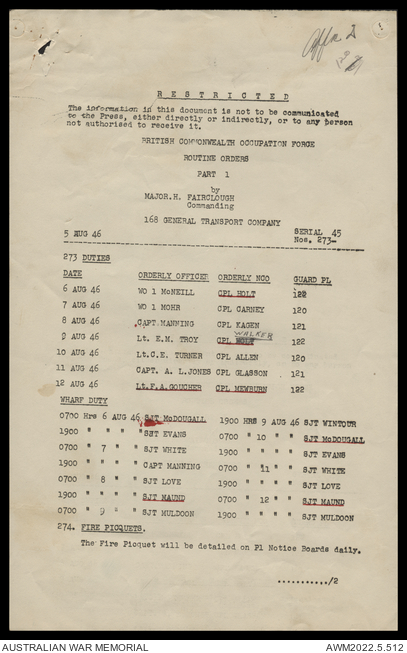 Appx 2
R E S T R I C T E D
The information in this document is not to be communicated
to the Press, either directly or indirectly, or to any person
not authorised to receive it.
BRITISH COMMONWEALTH OCCUPATION FORCE
ROUTINE ORDERS
PART 1
by
MAJOR.H. FAIRCLOUGH
Commanding
168 GENERAL TRANSPORT COMPANY
5 AUG 46 SERIAL 45
Nos. 273-
273 DUTIES
DATE ORDERLY OFFICER ORDERLY NCO GUARD PL
6 AUG 46 WO 1 McNEILL CPL HOLT 122
7 AUG 46 WO 1 MOHR CPL CARNEY 120
8 AUG 46 CAPT. MANNING CPL KAGEN 121
WALKER
9 AUG 46 Lt. E.M. TROY CPL HOLT 122
10 AUG 46 Lt.C.E. TURNER CPL ALLEN 120
11 AUG 46 CAPT. A. L.JONES CPL GLASSON 121
12 AUG 46 Lt.F.A.GOUCHER CPL MEWBURN 122
WHARF DUTY
0700 Hrs 6 AUG 46 SJT McDOUGALL 1900 HRS 9 AUG 46 SJT WINTOUR
1900 " " " " SJT EVANS 0700 " 10 " " SJT McDOUGALL
0700 " 7 " " SJT WHITE 1900 " " " " SJT EVANS
1900 " " " " CAPT MANNING 0700 " 11 " " SJT WHITE
0700 " 8 " " SJT LOVE 1900 " " " " SJT LOVE
1900 " " " " SJT MAUND 0700 " 12 " " SJT MAUND
0700 " 9 " " SJT MULDOON 1900 " " " " SJT MULDOON
274. FIRE PICQUETS.
The Fire Picquet will be detailed on Pl Notice Boards daily.
.........../2
AUSTRALIAN WAR MEMORIAL AWM2022.5.512